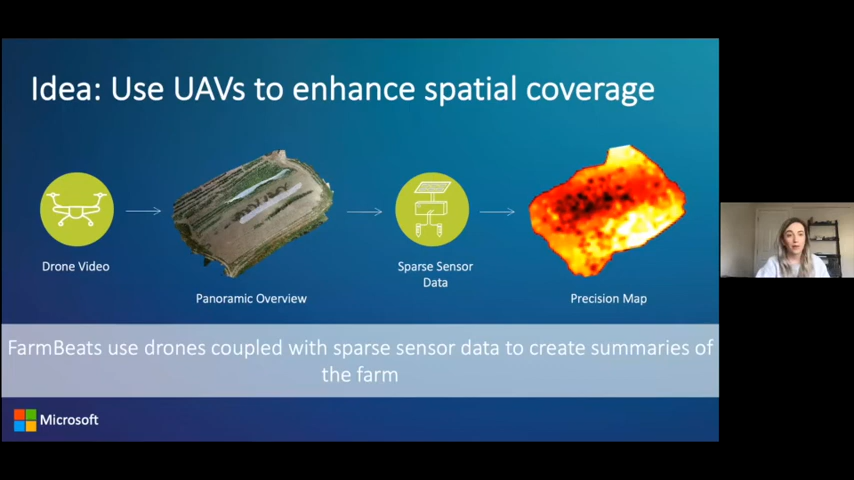 Idea: Use UAVs to enhance spatial coverage
Drone Video
Panoramic Overview
Sparse Sensor
Data
Precision Map
FarmBeats use drones coupled with sparse sensor data to create summaries of
the farm
Microsoft